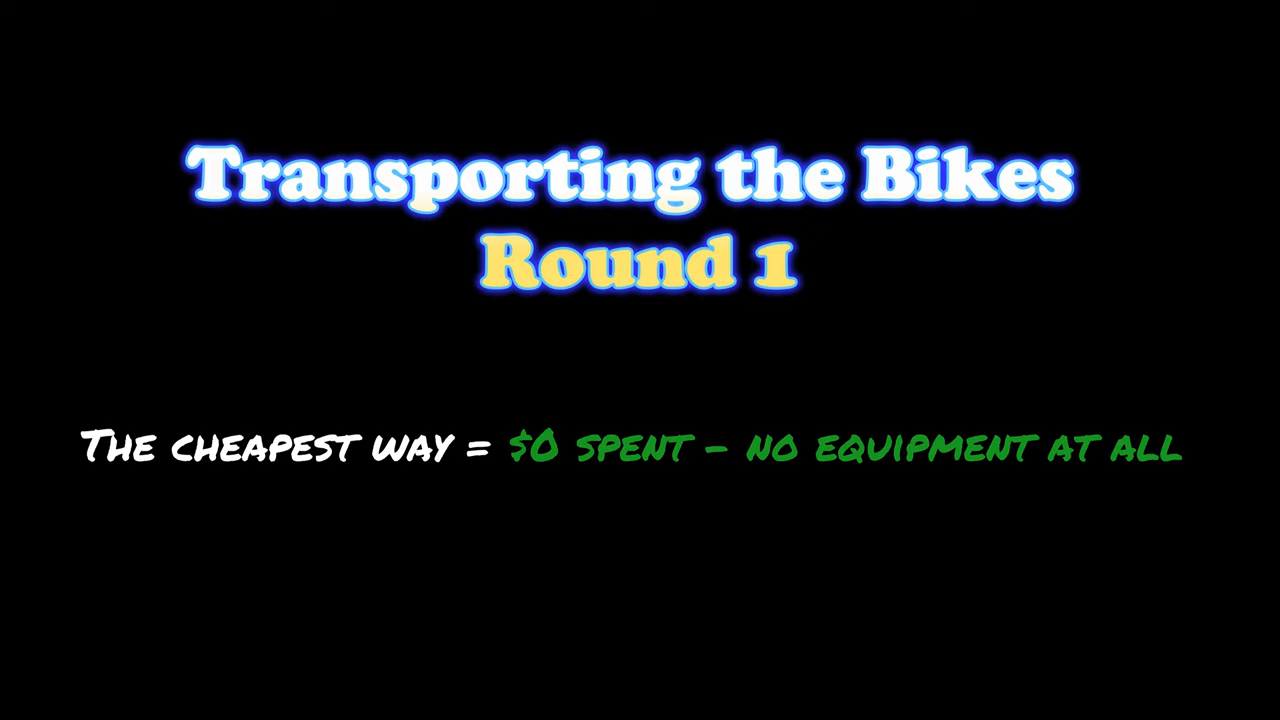 Transporting the Bikes
Round 1
The cheapest way = $0 spent - no equipment at all